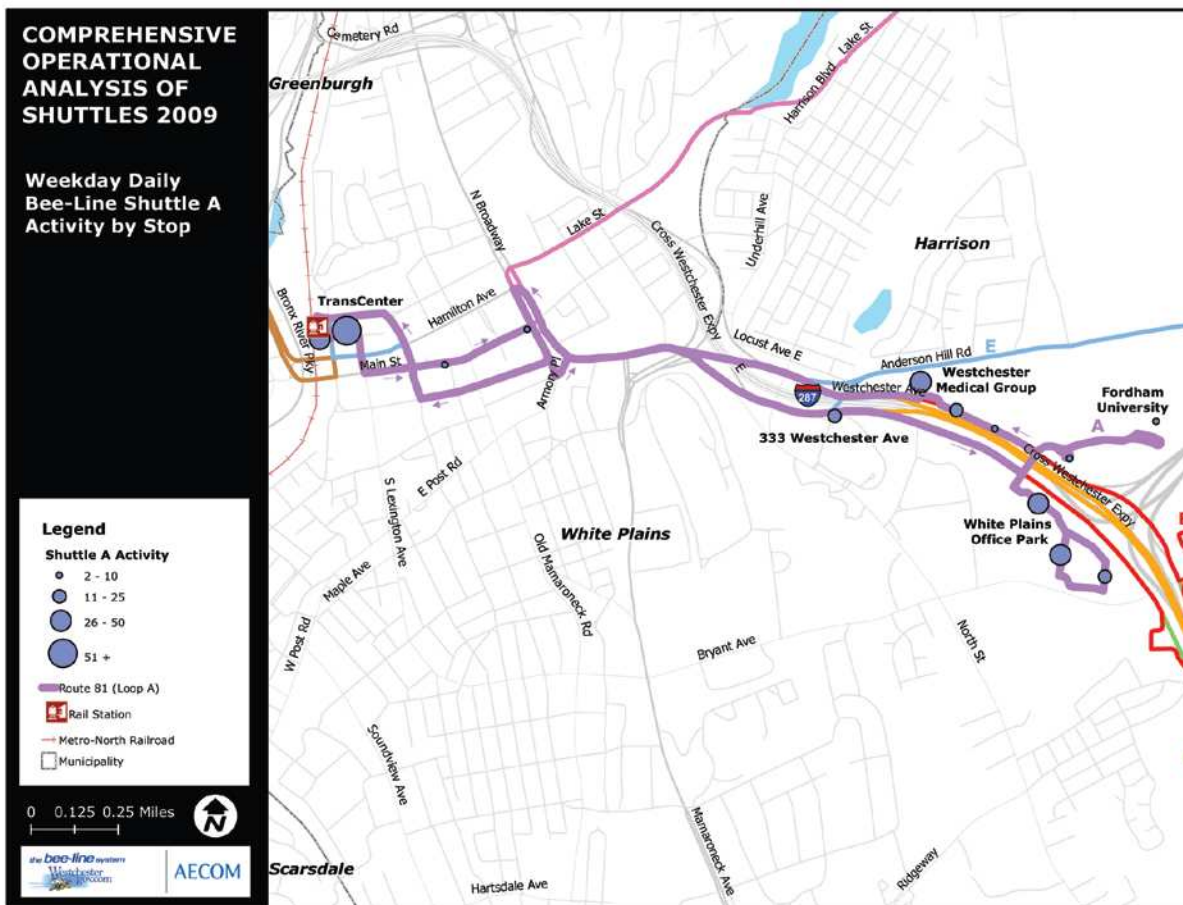 COMPREHENSIVE
OPERATIONAL
ANALYSIS OF
SHUTTLES 2009
Weekday Daily
Bee-Line Shuttle A
Activity by Stop
Legend
Shuttle A Activity
2 - 10
11 - 25
26 - 50
51 +
Route 81 (Loop A)
Rail Station
Metro-North Railroad
Municipality
0 0.125 0.25 Miles
N
the bee-line system
Westchester
gov.com
AECOM
Cemetery Rd
Greenburgh
Lake St
Harrison Blvd
N Broadway
Lake St
Cross Westchester Expy
Underhill Ave
Harrison
TransCenter
Bronx River Pky
Hamilton Ave
Main St
Armory Pl
Locust Ave E
E
Anderson Hill Rd
E
287
Westchester Ave
Westchester
Medical Group
Fordham
University
333 Westchester Ave
A
Cross Westchester Expy
White Plains
Office Park
E Post Rd
S Lexington Ave
White Plains
Old Mamaroneck Rd
Maple Ave
W Post Rd
Bryant Ave
North St
Soundview Ave
Mamaroneck Ave
Ridgeway
Scarsdale
Hartsdale Ave